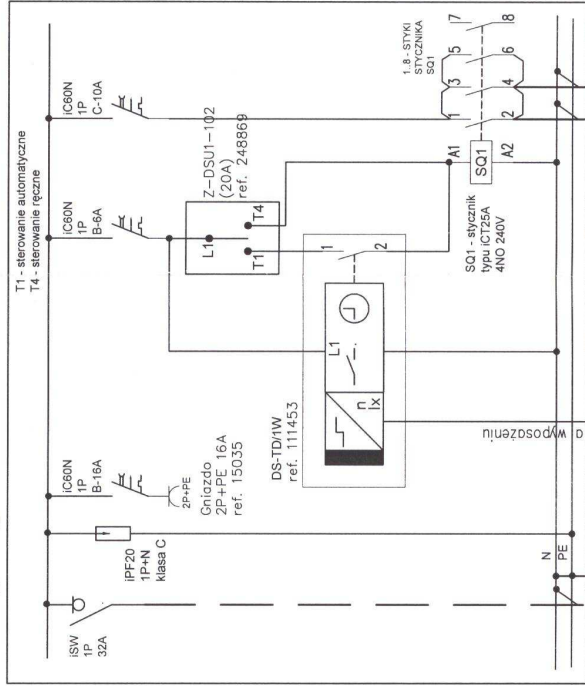 T1 - sterowanie automatyczne
T4 - sterowanie ręczne
iSW
1P
32A
iPF20
1P+N
klasa C
iC60N
1P
B-16A
2P+PE
Gniazdo
2P+PE 16A
ref. 15035
iC60N
1P
B-6A
iC60N
1P
C-10A
Z-DSU1-102
(20A)
ref. 248869
L1
T1
T4
DS-TD/1W
ref. 111453
L1
n
lx
1
2
1..8 - STYKI
STYCZNIKA
SQ1
1
3
5
7
2
4
6
8
A1
SQ1
A2
SQ1 - stycznik
typu iCT25A
4NO 240V
N
PE
a wyposażeniu